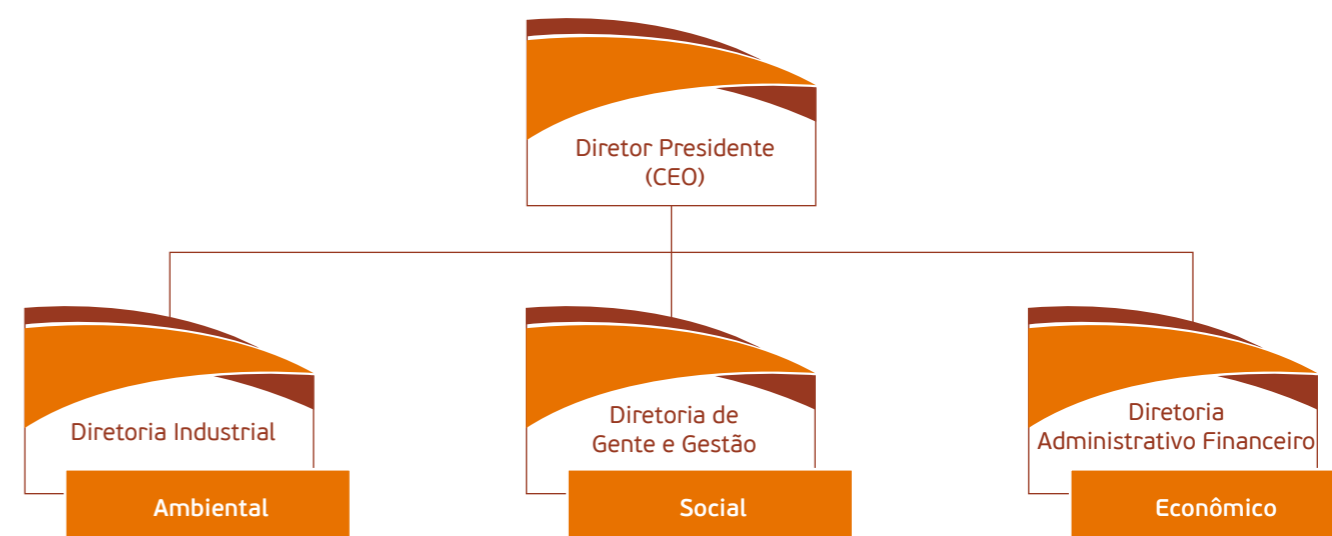 Diretor Presidente
(CEO)
Diretoria Industrial
Ambiental
Diretoria de
Gente e Gestão
Social
Diretoria
Administrativo Financeiro
Econômico